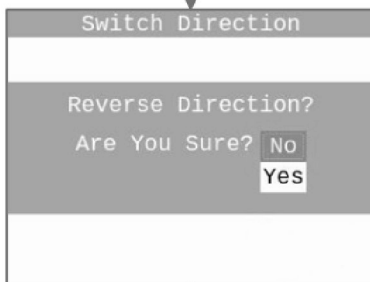 Switch Direction
Reverse Direction?
Are You Sure? No
Yes